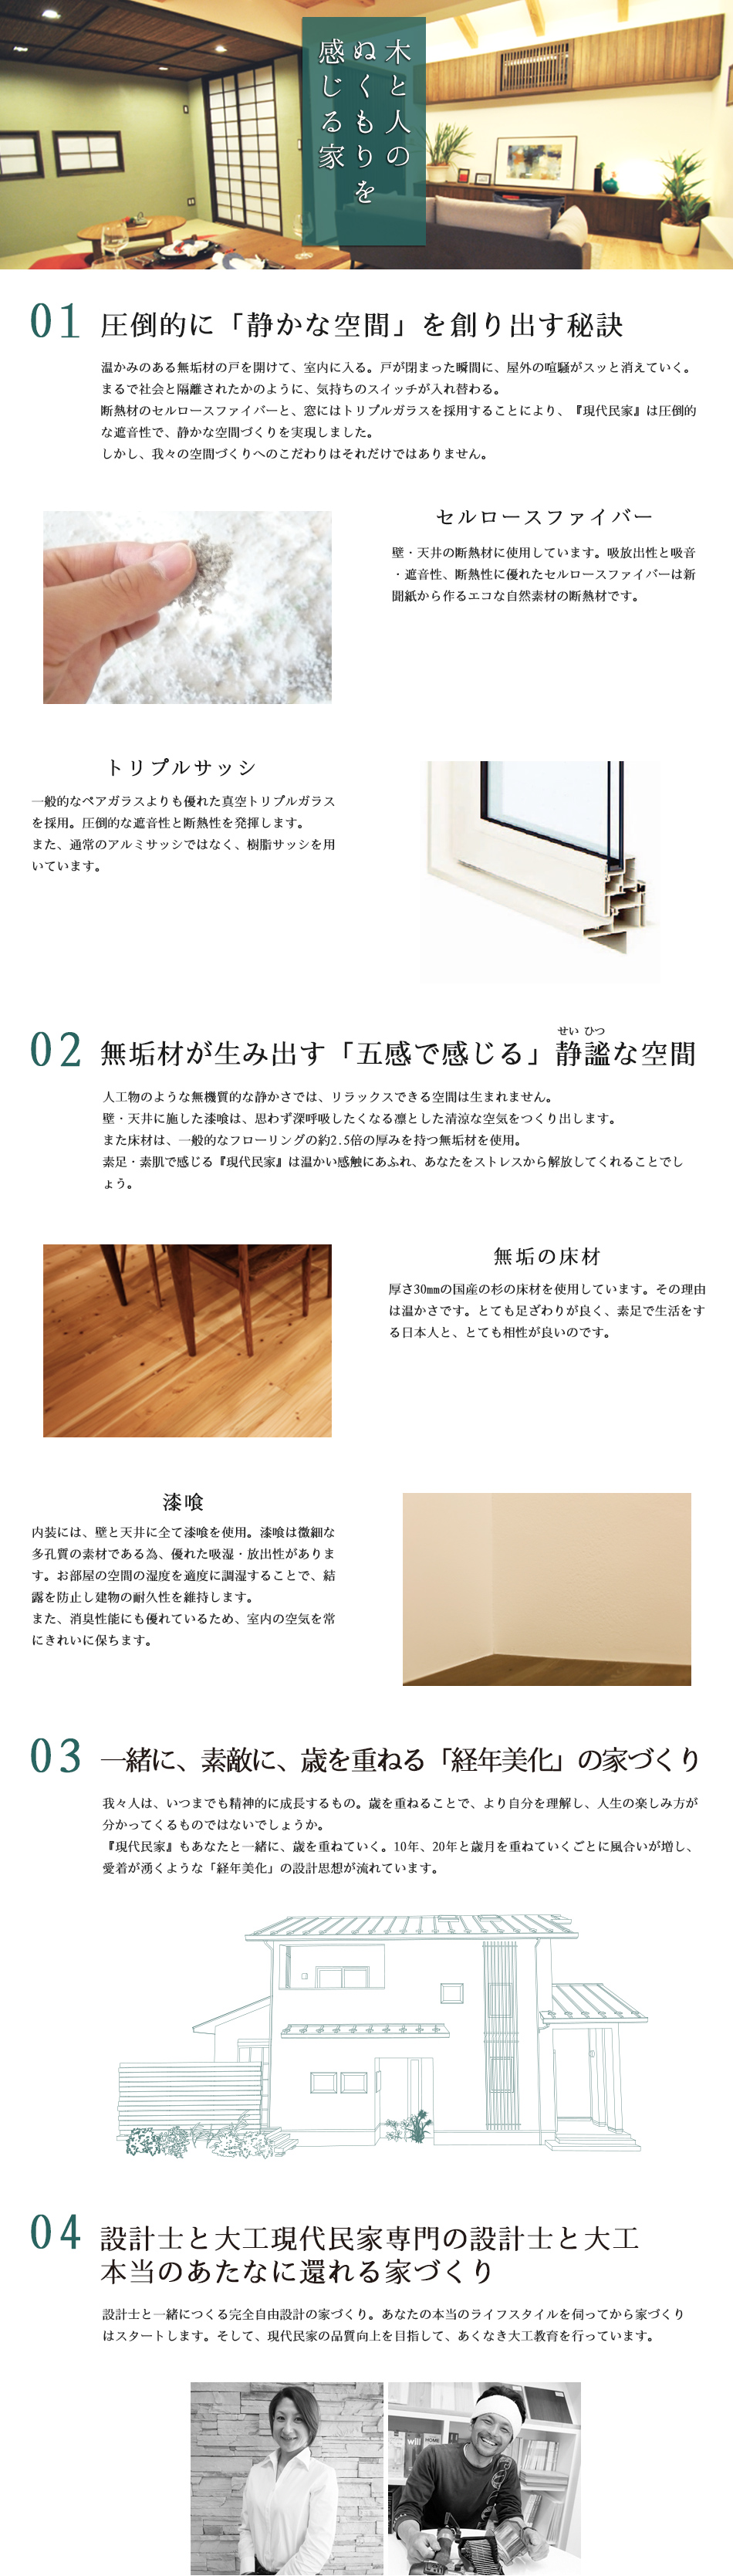 木と人の
ぬくもりを
感じる家
01 圧倒的に「静かな空間」を創り出す秘訣
温かみのある無垢材の戸を開けて、室内に入る。戸が閉まった瞬間に、屋外の喧騒がスッと消えていく。
まるで社会と隔離されたかのように、気持ちのスイッチが入れ替わる。
断熱材のセルロースファイバーと、窓にはトリプルガラスを採用することにより、『現代民家』は圧倒的
な遮音性で、静かな空間づくりを実現しました。
しかし、我々の空間づくりへのこだわりはそれだけではありません。
セルロースファイバー
壁・天井の断熱材に使用しています。吸放出性と吸音
・遮音性、断熱性に優れたセルロースファイバーは新
聞紙から作るエコな自然素材の断熱材です。
トリプルサッシ
一般的なペアガラスよりも優れた真空トリプルガラス
を採用。圧倒的な遮音性と断熱性を発揮します。
また、通常のアルミサッシではなく、樹脂サッシを用
いています。
せい ひつ
02 無垢材が生み出す「五感で感じる」静謐な空間
人工物のような無機質的な静かさでは、リラックスできる空間は生まれません。
壁・天井に施した漆喰は、思わず深呼吸したくなる凛とした清涼な空気をつくり出します。
また床材は、一般的なフローリングの約2.5倍の厚みを持つ無垢材を使用。
素足・素肌で感じる『現代民家』は温かい感触にあふれ、あなたをストレスから解放してくれることでし
ょう。
無垢の床材
厚さ30㎜の国産の杉の床材を使用しています。その理由
は温かさです。とても足ざわりが良く、素足で生活をす
る日本人と、とても相性が良いのです。
漆喰
内装には、壁と天井に全て漆喰を使用。漆喰は微細な
多孔質の素材である為、優れた吸湿・放出性がありま
す。お部屋の空間の湿度を適度に調湿することで、結
露を防止し建物の耐久性を維持します。
また、消臭性能にも優れているため、室内の空気を常
にきれいに保ちます。
03 一緒に、素敵に、歳を重ねる「経年美化」の家づくり
我々人は、いつまでも精神的に成長するもの。歳を重ねることで、より自分を理解し、人生の楽しみ方が
分かってくるものではないでしょうか。
『現代民家』もあなたと一緒に、歳を重ねていく。10年、20年と歳月を重ねていくごとに風合いが増し、
愛着が湧くような「経年美化」の設計思想が流れています。
04 設計士と大工現代民家専門の設計士と大工
本当のあたなに還れる家づくり
設計士と一緒につくる完全自由設計の家づくり。あなたの本当のライフスタイルを伺ってから家づくり
はスタートします。そして、現代民家の品質向上を目指して、あくなき大工教育を行っています。
will
HOME